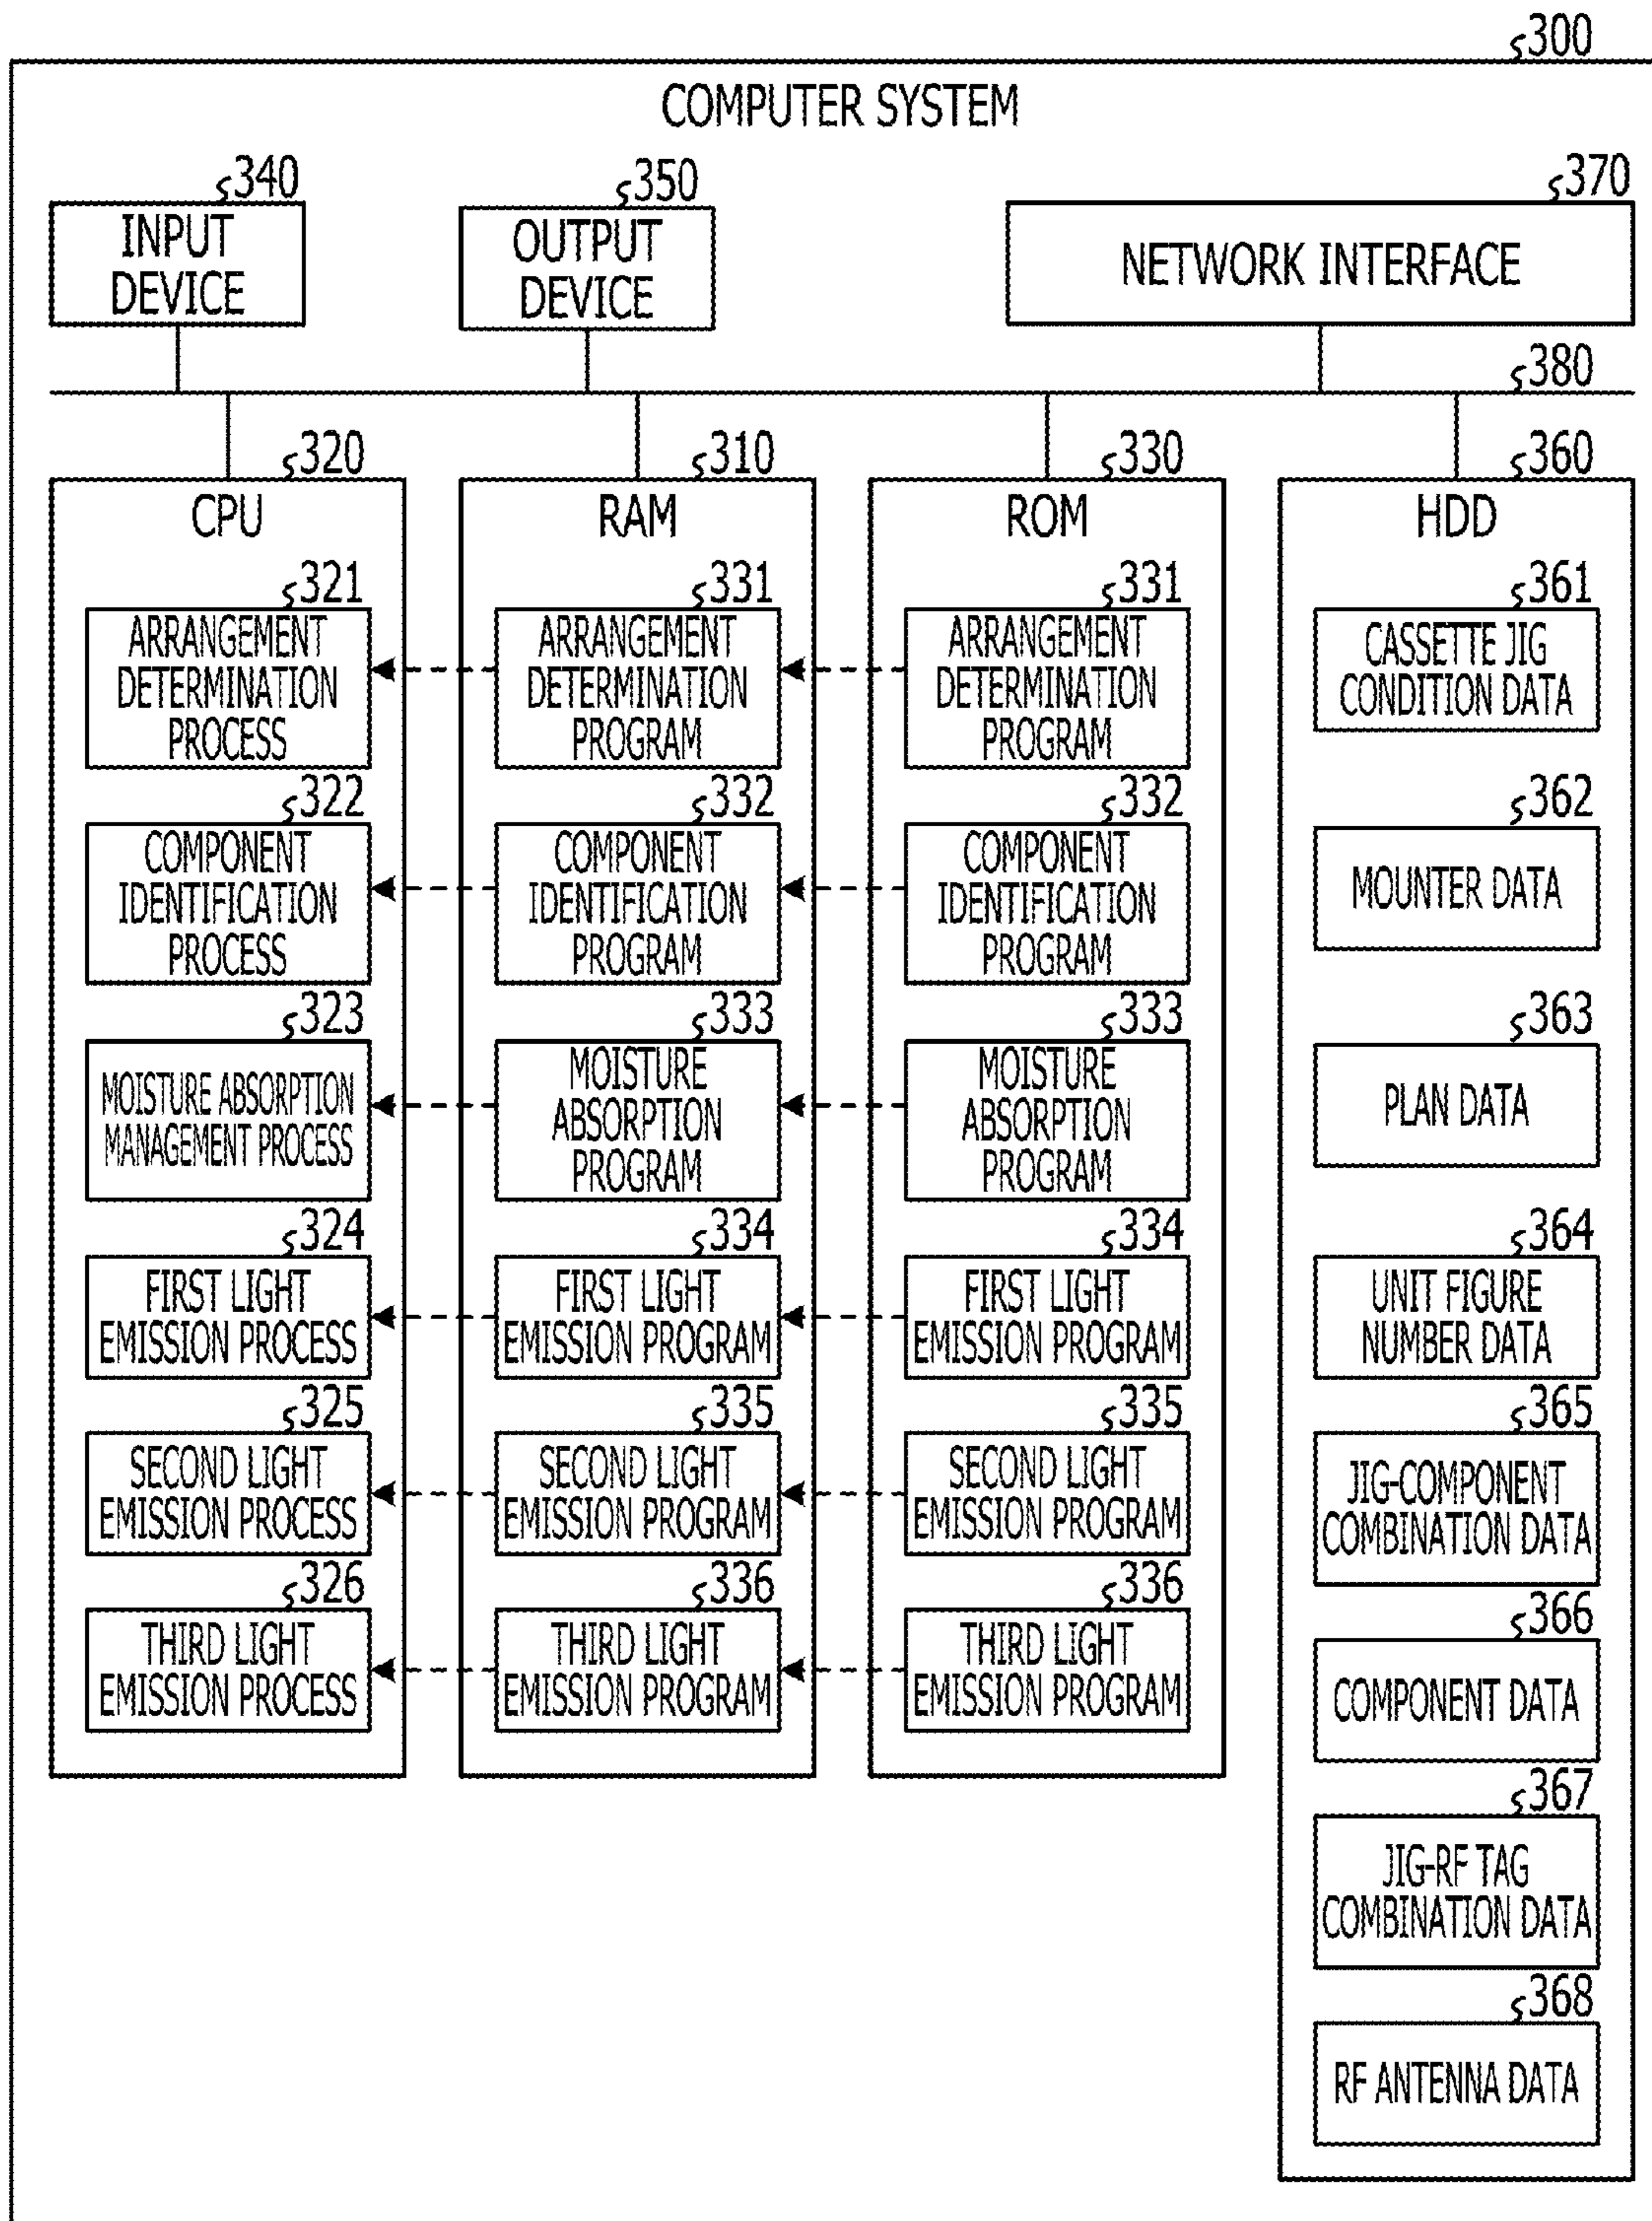 300
COMPUTER SYSTEM
340
INPUT
DEVICE
350
OUTPUT
DEVICE
370
NETWORK INTERFACE
380
320
CPU
321
ARRANGEMENT
DETERMINATION
PROCESS
322
COMPONENT
IDENTIFICATION
PROCESS
323
MOISTURE ABSORPTION
MANAGEMENT PROCESS
324
FIRST LIGHT
EMISSION PROCESS
325
SECOND LIGHT
EMISSION PROCESS
326
THIRD LIGHT
EMISSION PROCESS
310
RAM
331
ARRANGEMENT
DETERMINATION
PROGRAM
332
COMPONENT
IDENTIFICATION
PROGRAM
333
MOISTURE
ABSORPTION
PROGRAM
334
FIRST LIGHT
EMISSION PROGRAM
335
SECOND LIGHT
EMISSION PROGRAM
336
THIRD LIGHT
EMISSION PROGRAM
330
ROM
331
ARRANGEMENT
DETERMINATION
PROGRAM
332
COMPONENT
IDENTIFICATION
PROGRAM
333
MOISTURE
ABSORPTION
PROGRAM
334
FIRST LIGHT
EMISSION PROGRAM
335
SECOND LIGHT
EMISSION PROGRAM
336
THIRD LIGHT
EMISSION PROGRAM
360
HDD
361
CASSETTE JIG
CONDITION DATA
362
MOUNTER DATA
363
PLAN DATA
364
UNIT FIGURE
NUMBER DATA
365
JIG-COMPONENT
COMBINATION DATA
366
COMPONENT DATA
367
JIG-RF TAG
COMBINATION DATA
368
RF ANTENNA DATA